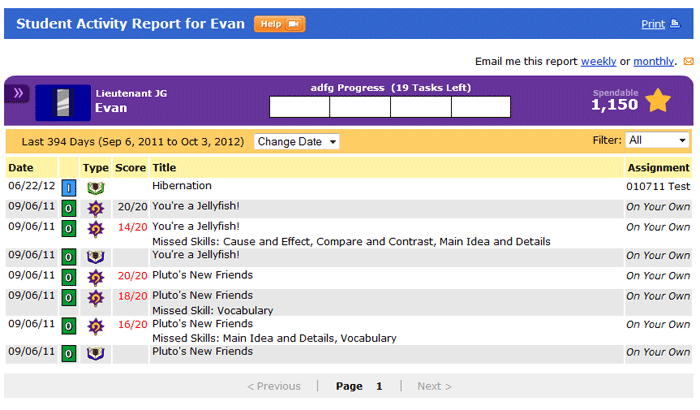 Student Activity Report for Evan Help Print
Email me this report weekly or monthly.
» Lieutenant JG
Evan
adfg Progress (19 Tasks Left)
Spendable
1,150
Last 394 Days (Sep 6, 2011 to Oct 3, 2012) Change Date Filter: All
Date Type Score Title Assignment
06/22/12 I Hibernation 010711 Test
09/06/11 O 20/20 You're a Jellyfish! On Your Own
09/06/11 O 14/20 You're a Jellyfish! On Your Own
Missed Skills: Cause and Effect, Compare and Contrast, Main Idea and Details
09/06/11 O You're a Jellyfish! On Your Own
09/06/11 O 20/20 Pluto's New Friends On Your Own
09/06/11 O 18/20 Pluto's New Friends On Your Own
Missed Skill: Vocabulary
09/06/11 O 16/20 Pluto's New Friends On Your Own
Missed Skills: Main Idea and Details, Vocabulary
09/06/11 O Pluto's New Friends On Your Own
< Previous | Page 1 | Next >